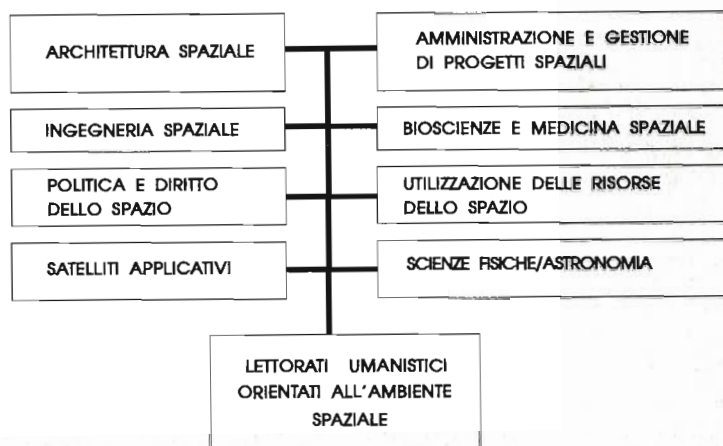 ARCHITETTURA SPAZIALE
AMMINISTRAZIONE E GESTIONE
DI PROGETTI SPAZIALI
INGEGNERIA SPAZIALE
BIOSCIENZE E MEDICINA SPAZIALE
POLITICA E DIRITTO
DELLO SPAZIO
UTILIZZAZIONE DELLE RISORSE
DELLO SPAZIO
SATELLITI APPLICATIVI
SCIENZE FISICHE/ASTRONOMIA
LETTORATI UMANISTICI
ORIENTATI ALL'AMBIENTE
SPAZIALE